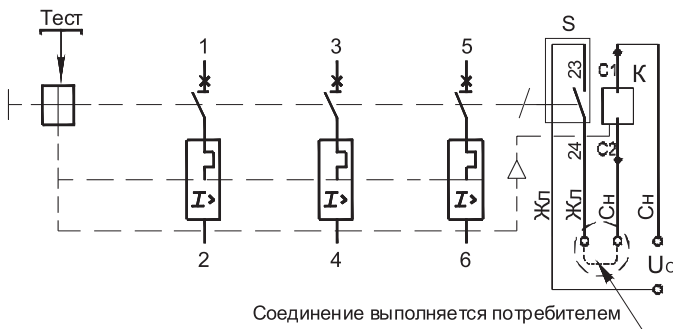 Тест
S
1
3
5
23
C1
K
I>
I>
I>
24
C2
Жл
Жл
Сн
Сн
2
4
6
Uc
Соединение выполняется потребителем